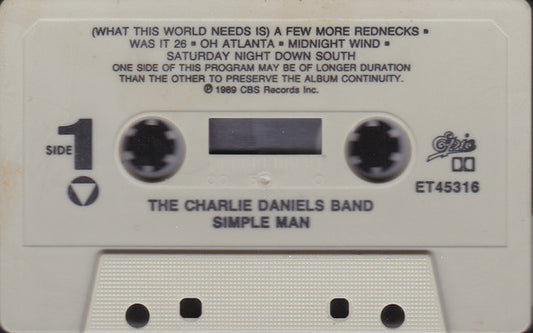 (WHAT THIS WORLD NEEDS IS) A FEW MORE REDNECKS ▪
WAS IT 26 ▪ OH ATLANTA ▪ MIDNIGHT WIND ▪
SATURDAY NIGHT DOWN SOUTH
ONE SIDE OF THIS PROGRAM MAY BE OF LONGER DURATION
THAN THE OTHER TO PRESERVE THE ALBUM CONTINUITY.
℗ 1989 CBS Records Inc.
SIDE 1
Epic
ET45316
THE CHARLIE DANIELS BAND
SIMPLE MAN